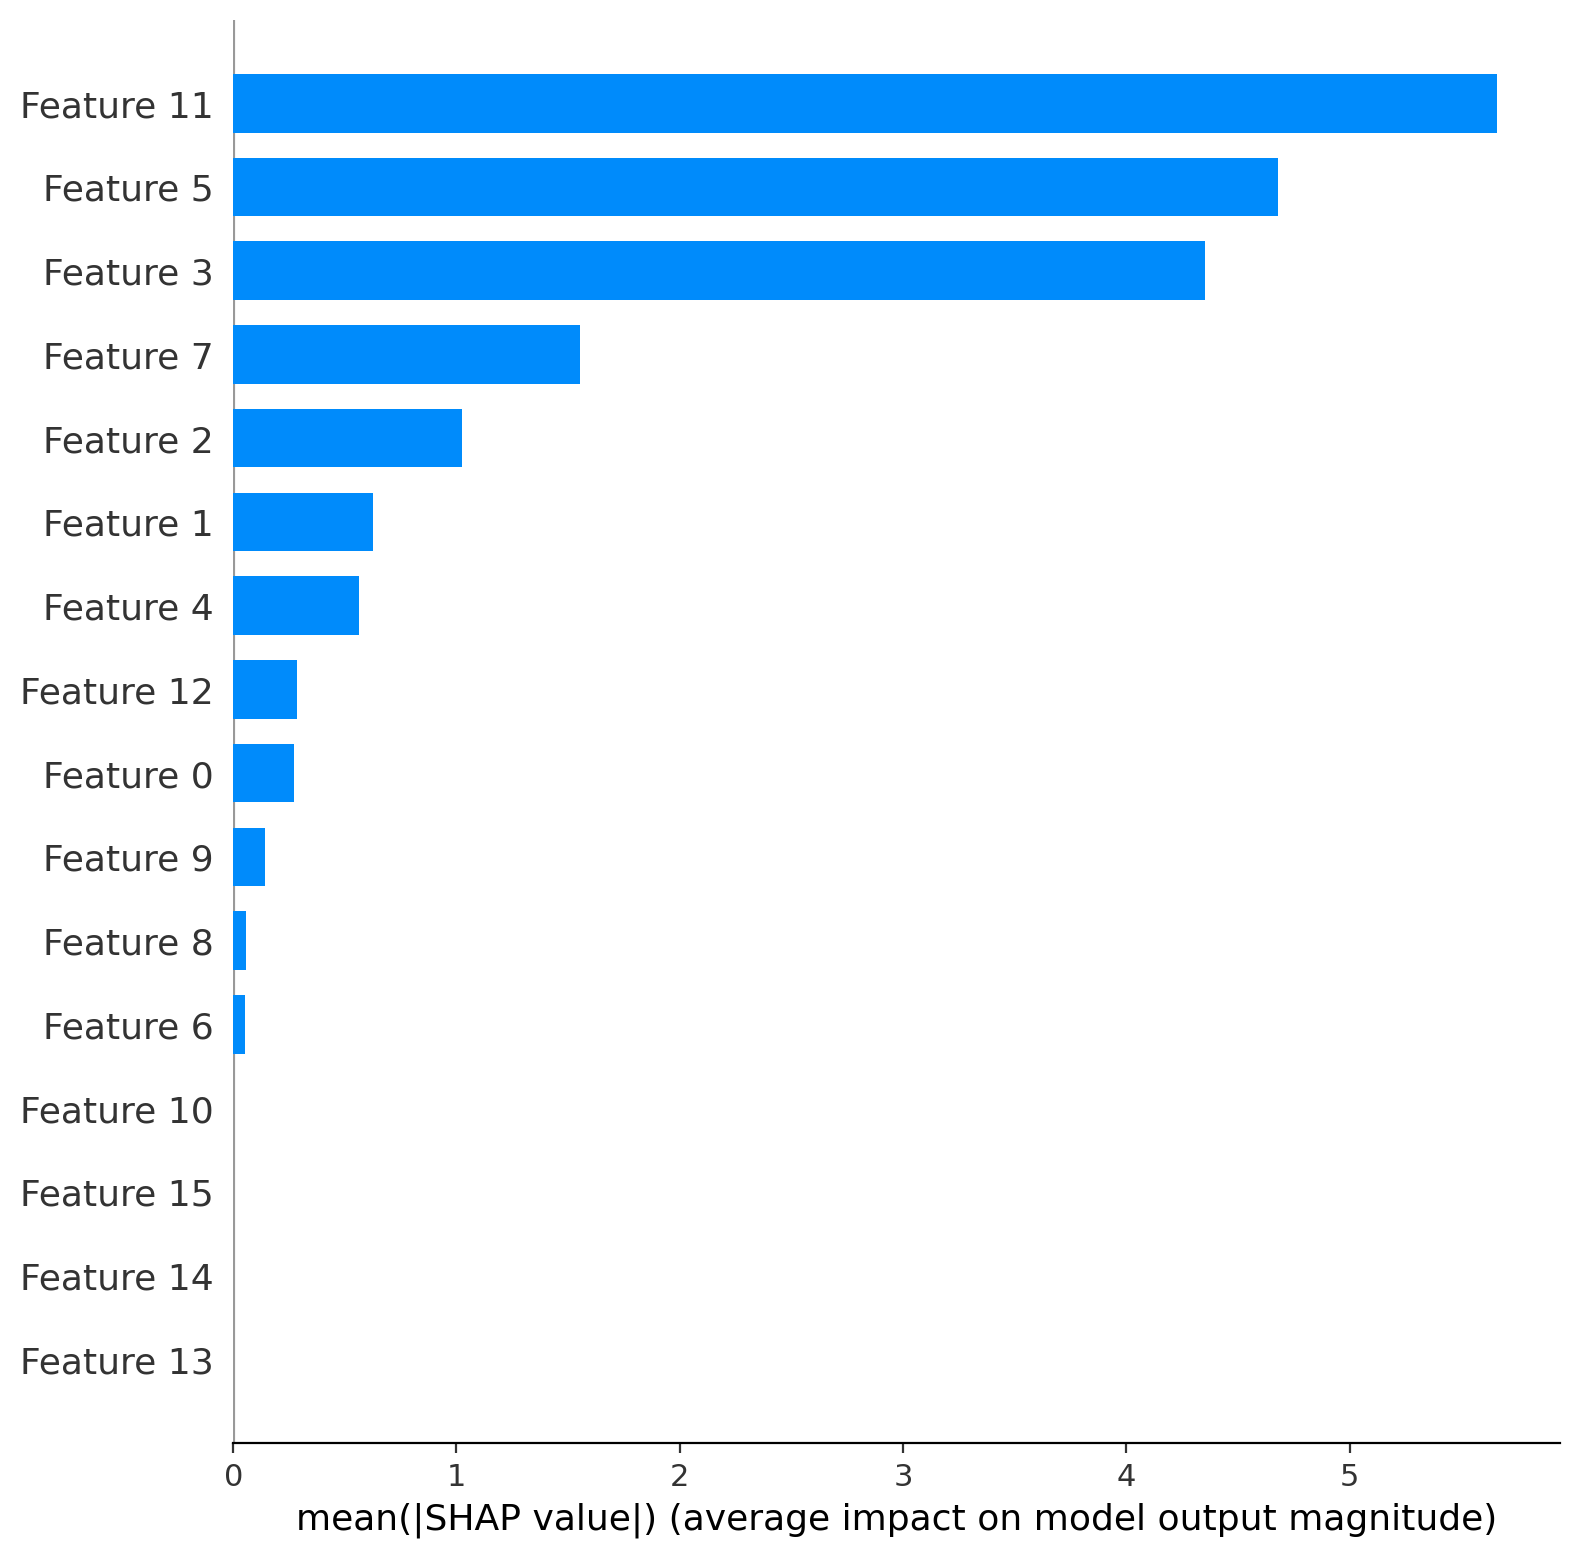 Feature 11
Feature 5
Feature 3
Feature 7
Feature 2
Feature 1
Feature 4
Feature 12
Feature 0
Feature 9
Feature 8
Feature 6
Feature 10
Feature 15
Feature 14
Feature 13
0 1 2 3 4 5
mean(|SHAP value|) (average impact on model output magnitude)